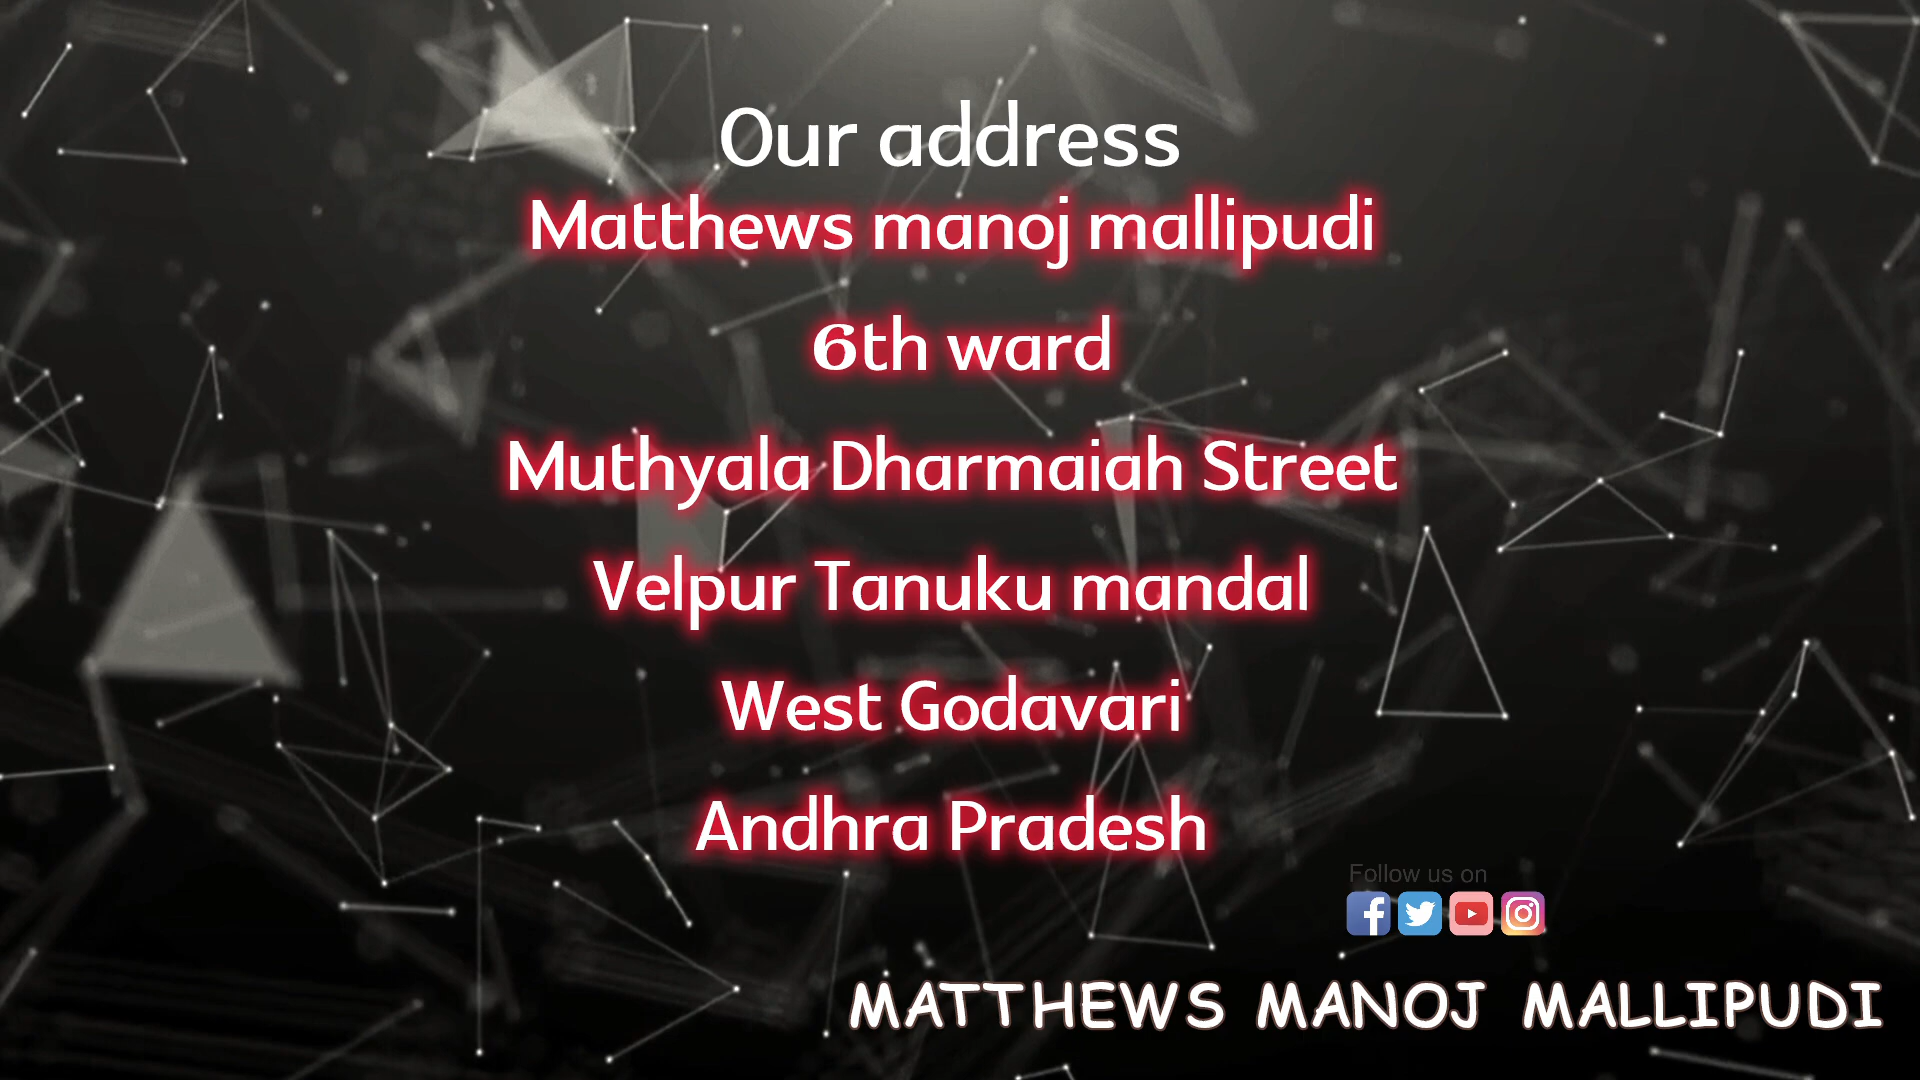 Our address
Matthews manoj mallipudi
6th ward
Muthyala Dharmaiah Street
Velpur Tanuku mandal
West Godavari
Andhra Pradesh
Follow us on
MATTHEWS MANOJ MALLIPUDI